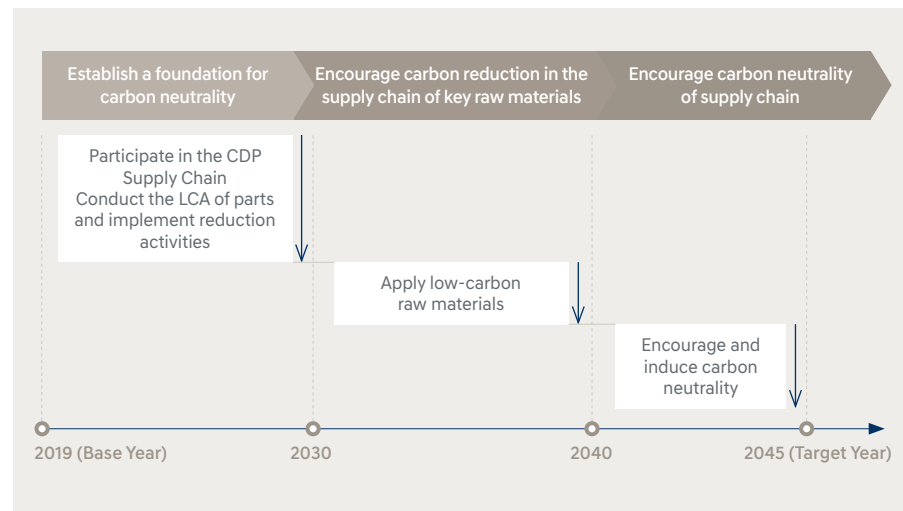 Establish a foundation for
carbon neutrality
Encourage carbon reduction in the
supply chain of key raw materials
Encourage carbon neutrality
of supply chain
Participate in the CDP
Supply Chain
Conduct the LCA of parts
and implement reduction
activities
Apply low-carbon
raw materials
Encourage and
induce carbon
neutrality
2019 (Base Year)
2030
2040
2045 (Target Year)